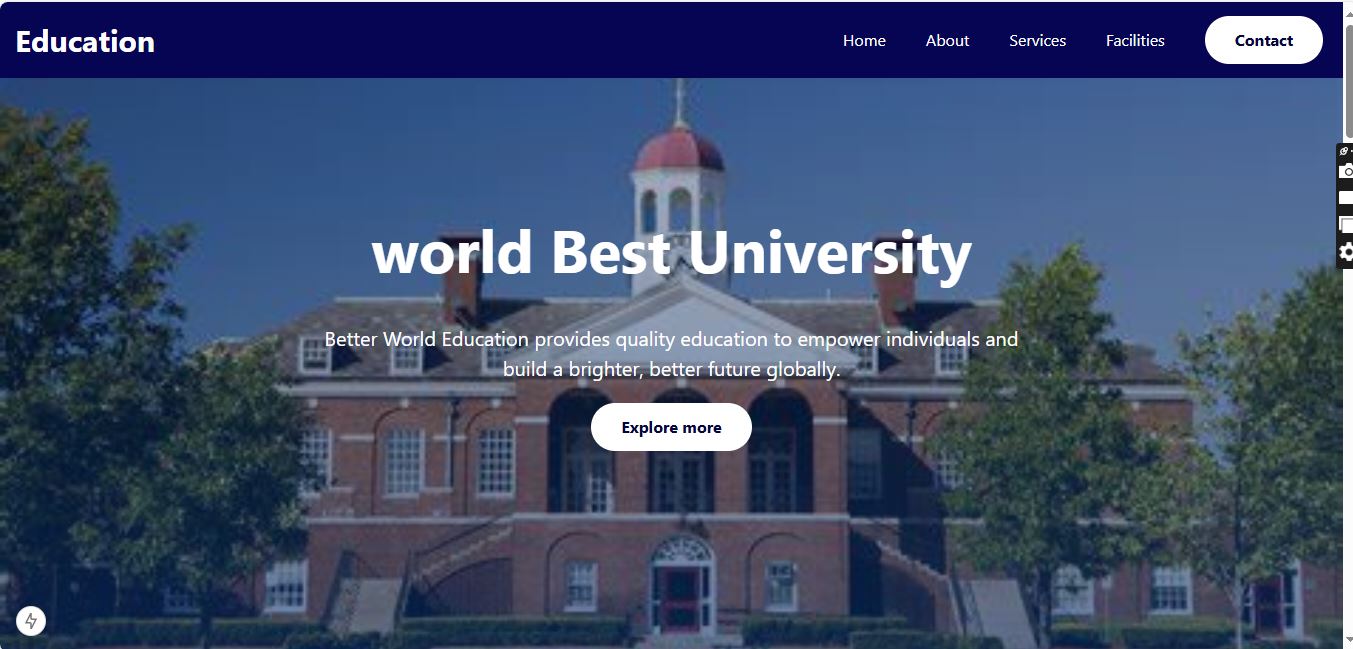 Education
Home
About
Services
Facilities
Contact
world Best University
Better World Education provides quality education to empower individuals and
build a brighter, better future globally.
Explore more